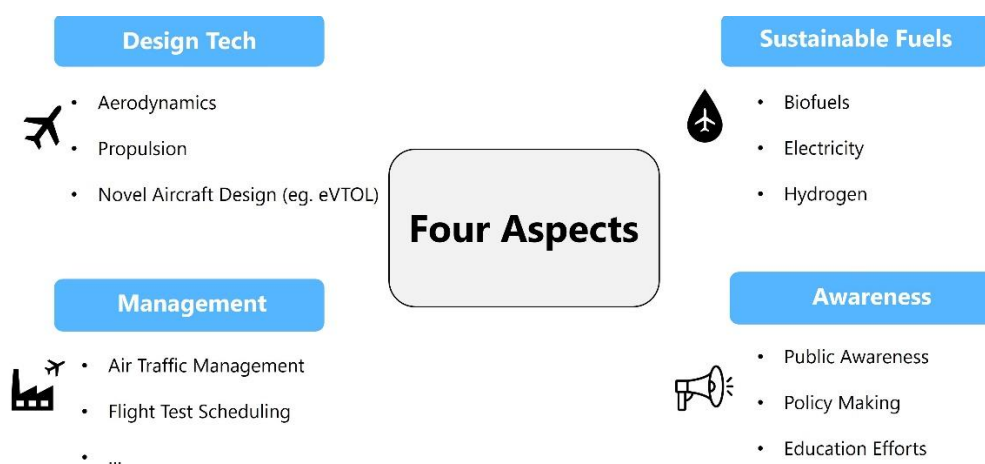 Design Tech
• Aerodynamics
• Propulsion
• Novel Aircraft Design (eg. eVTOL)
Sustainable Fuels
• Biofuels
• Electricity
• Hydrogen
Four Aspects
Management
• Air Traffic Management
• Flight Test Scheduling
• ...
Awareness
• Public Awareness
• Policy Making
• Education Efforts